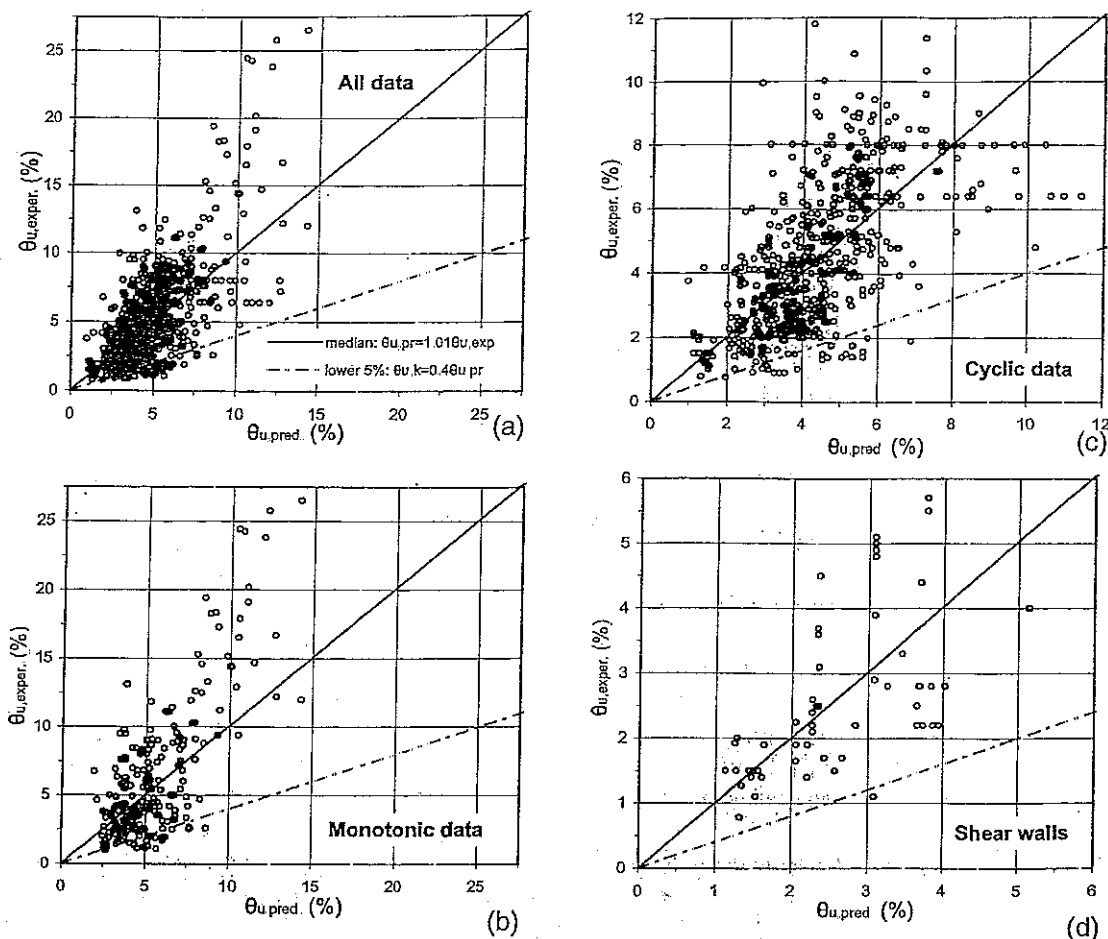 25
20
15
10
5
0
θu,exper. (%)
All data
median: θu,pr=1.01θu,exp
lower 5%: θu,k=0.4θu pr
0 5 10 15 20 25
θu,pred. (%)
(a)
12
10
8
6
4
2
0
θu,exper. (%)
Cyclic data
0 2 4 6 8 10 12
θu,pred (%)
(c)
25
20
15
10
5
0
θu,exper. (%)
Monotonic data
0 5 10 15 20 25
θu,pred. (%)
(b)
6
5
4
3
2
1
0
θu,exper. (%)
Shear walls
0 1 2 3 4 5 6
θu,pred (%)
(d)